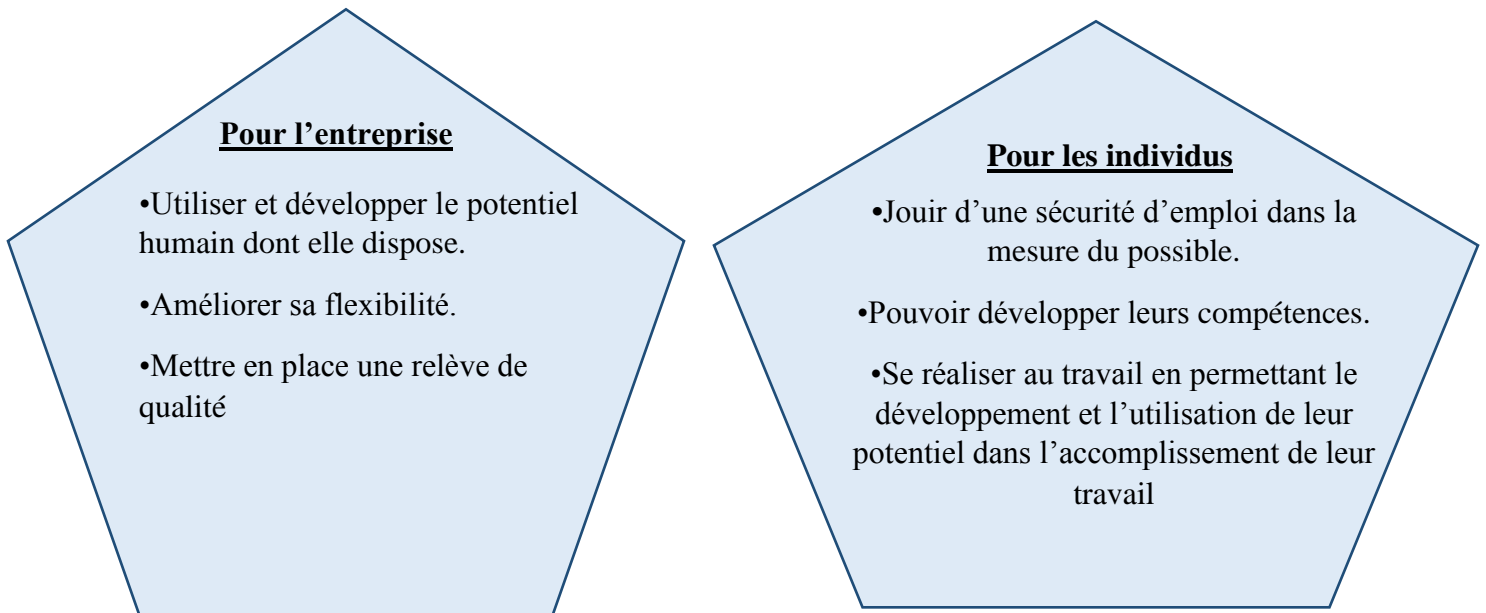 Pour l’entreprise
•Utiliser et développer le potentiel
humain dont elle dispose.
•Améliorer sa flexibilité.
•Mettre en place une relève de
qualité
Pour les individus
•Jouir d’une sécurité d’emploi dans la
mesure du possible.
•Pouvoir développer leurs compétences.
•Se réaliser au travail en permettant le
développement et l’utilisation de leur
potentiel dans l’accomplissement de leur
travail